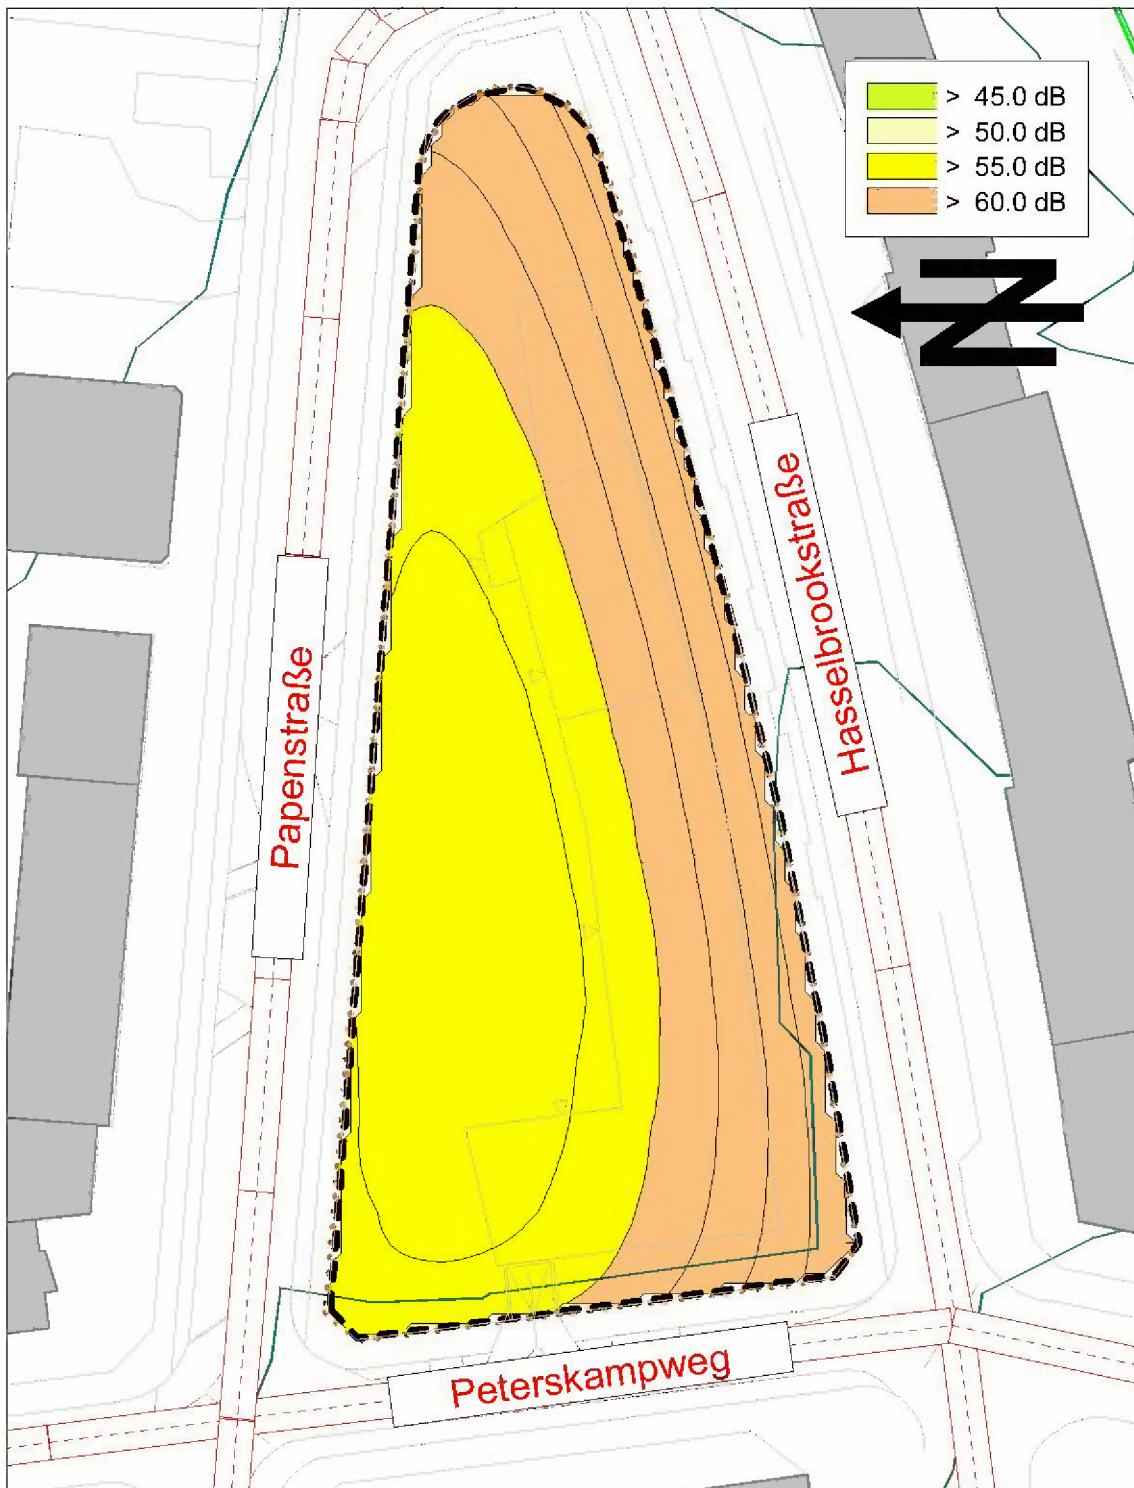 > 45.0 dB
> 50.0 dB
> 55.0 dB
> 60.0 dB
N
Hasselbrookstraße
Papenstraße
Peterskampweg